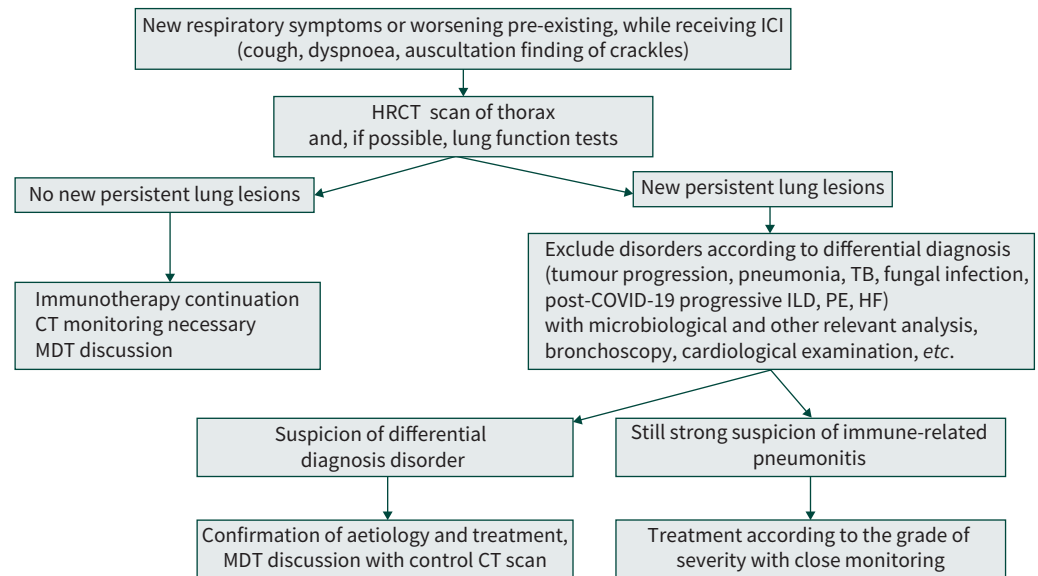 New respiratory symptoms or worsening pre-existing, while receiving ICI
(cough, dyspnoea, auscultation finding of crackles)
HRCT scan of thorax
and, if possible, lung function tests
No new persistent lung lesions
New persistent lung lesions
Immunotherapy continuation
CT monitoring necessary
MDT discussion
Exclude disorders according to differential diagnosis
(tumour progression, pneumonia, TB, fungal infection,
post-COVID-19 progressive ILD, PE, HF)
with microbiological and other relevant analysis,
bronchoscopy, cardiological examination, etc.
Suspicion of differential
diagnosis disorder
Still strong suspicion of immune-related
pneumonitis
Confirmation of aetiology and treatment,
MDT discussion with control CT scan
Treatment according to the grade of
severity with close monitoring